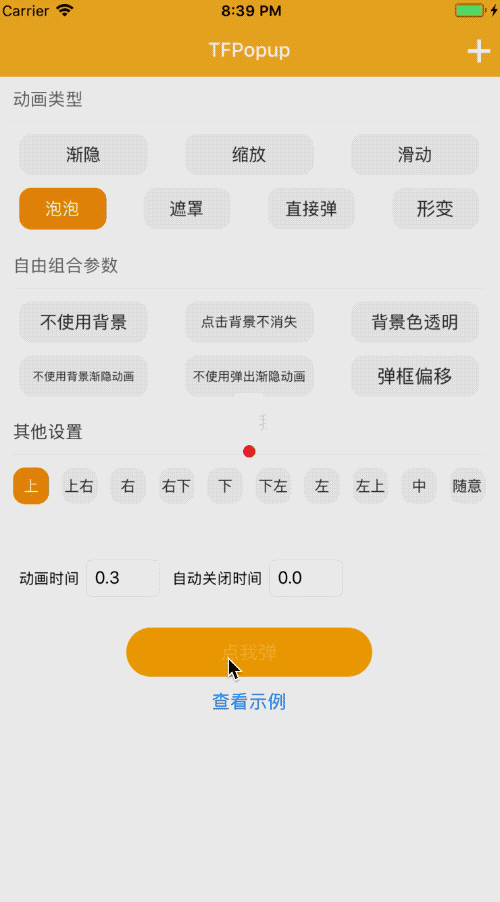 Carrier 8:39 PM
TFPopup
动画类型
渐隐 缩放 滑动
泡泡 遮罩 直接弹 形变
自由组合参数
不使用背景 点击背景不消失 背景色透明
不使用背景渐隐动画 不使用弹出渐隐动画 弹框偏移
其他设置
上 上右 右 右下 下 下左 左 左上 中 随意
动画时间 0.3 自动关闭时间 0.0
点我弹
查看示例